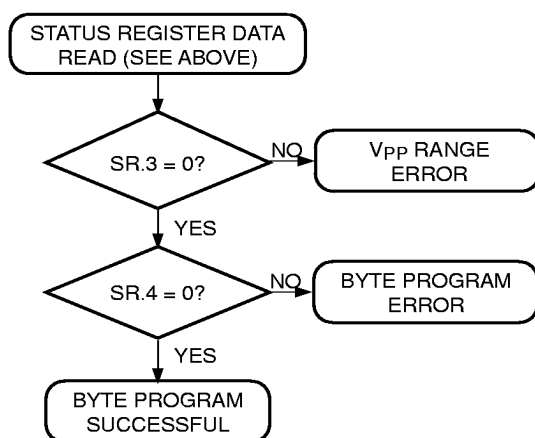 STATUS REGISTER DATA
READ (SEE ABOVE)
SR.3 = 0?
NO
VPP RANGE
ERROR
YES
SR.4 = 0?
NO
BYTE PROGRAM
ERROR
YES
BYTE PROGRAM
SUCCESSFUL